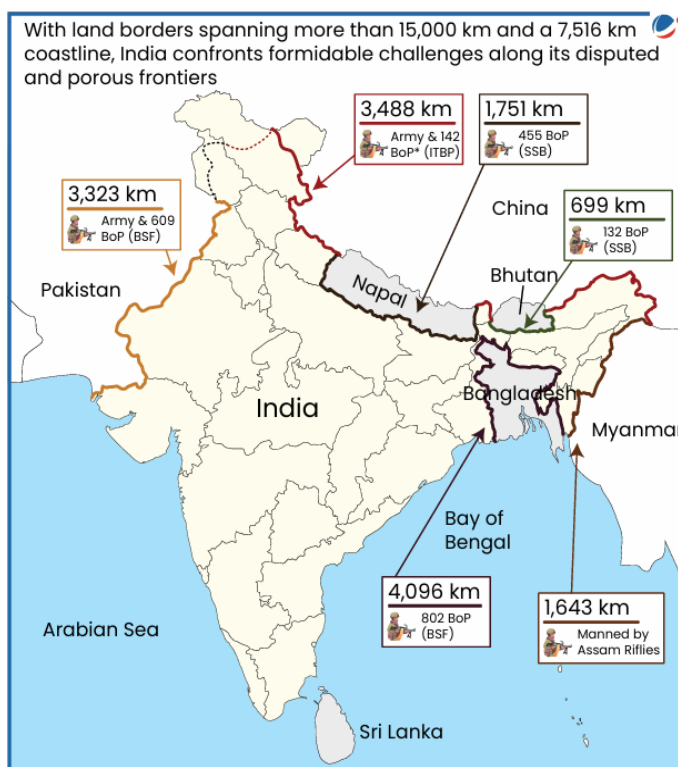 With land borders spanning more than 15,000 km and a 7,516 km
coastline, India confronts formidable challenges along its disputed
and porous frontiers
3,488 km
Army & 142
BoP* (ITBP)
1,751 km
455 BoP
(SSB)
3,323 km
Army & 609
BoP (BSF)
China
699 km
132 BoP
(SSB)
Pakistan
Napal
Bhutan
India
Bangladesh
Myanmar
Bay of
Bengal
4,096 km
802 BoP
(BSF)
1,643 km
Manned by
Assam Riflies
Arabian Sea
Sri Lanka